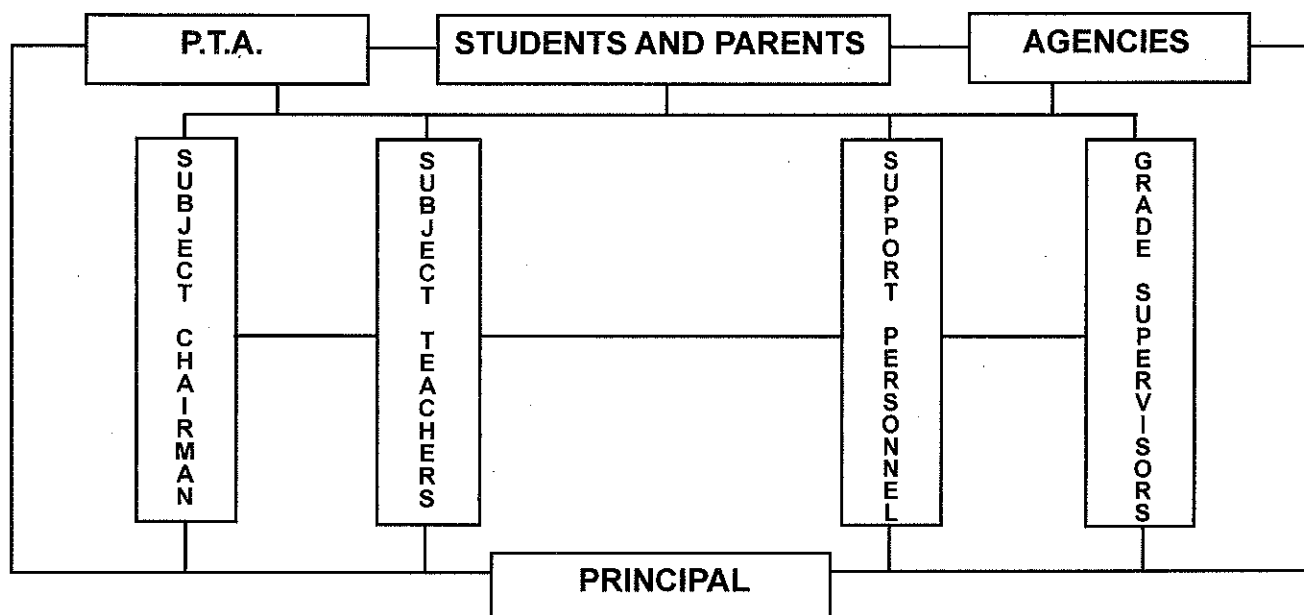 P.T.A.
STUDENTS AND PARENTS
AGENCIES
SUBJECT CHAIRMAN
SUBJECT TEACHERS
SUPPORT PERSONNEL
GRADE SUPERVISORS
PRINCIPAL